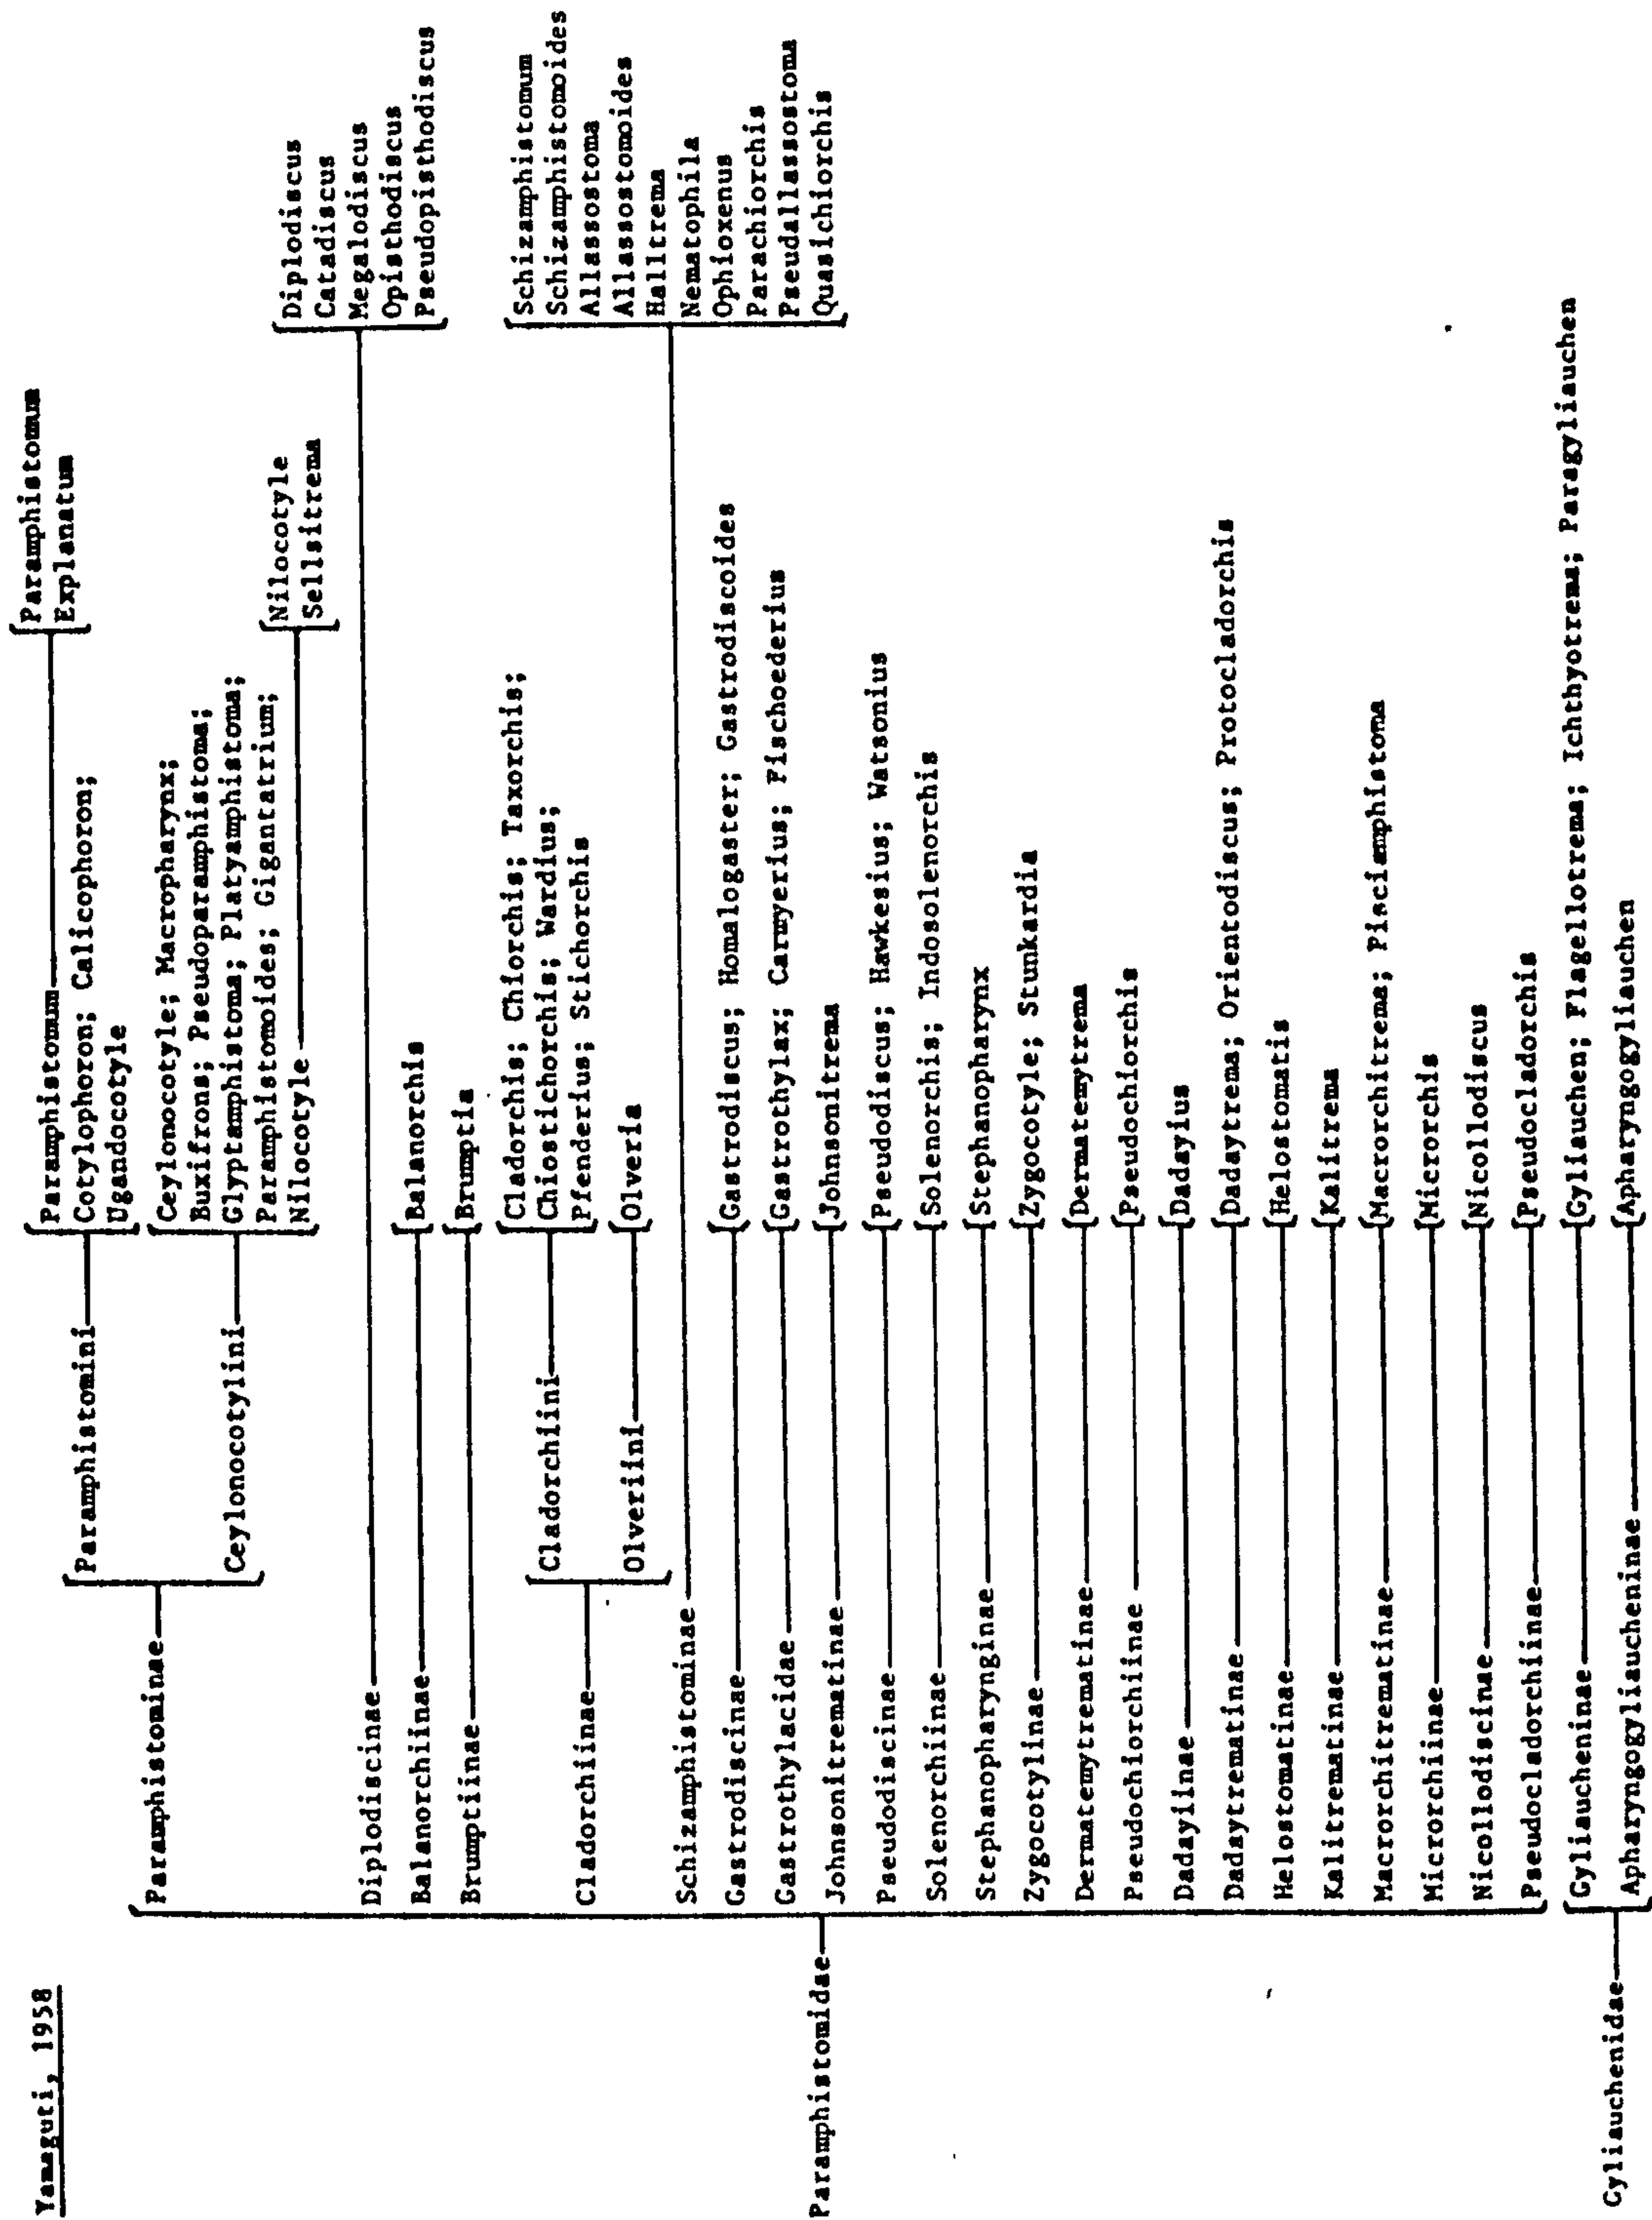 Yamaguti, 1958
Paramphistomidae
Paramphistominae
Paramphistomini
Paramphistomum
Paramphistomum
Explanatum
Cotylophoron; Calicophoron;
Ugandocotyle
Ceylonocotylini
Ceylonocotyle; Macropharynx;
Buxifrons; Pseudoparamphistoma;
Glyptamphistoma; Platyamphistoma;
Paramphistomoides; Gigantatrium;
Nilocotyle
Nilocotyle
Sellsitrema
Diplodiscinae
Diplodiscus
Catadiscus
Megalodiscus
Opisthodiscus
Pseudopisthodiscus
Balanorchiinae
Balanorchis
Brumptiinae
Brumptia
Cladorchiinae
Cladorchiini
Cladorchis; Chiorchis; Taxorchis;
Chiostichorchis; Wardius;
Pfenderius; Stichorchis
Olveriini
Olveria
Schizamphistominae
Schizamphistomum
Schizamphistomoides
Allassostoma
Allassostomoides
Halltrema
Nematophila
Ophioxenus
Parachiorchis
Pseudallassostoma
Quasichiorchis
Gastrodiscinae
Gastrodiscus; Homalogaster; Gastrodiscoides
Gastrothylacidae
Gastrothylax; Carmyerius; Fischoederius
Johnsonitrematinae
Johnsonitrema
Pseudodiscinae
Pseudodiscus; Hawkesius; Watsonius
Solenorchiinae
Solenorchis; Indosolenorchis
Stephanopharynginae
Stephanopharynx
Zygocotylinae
Zygocotyle; Stunkardia
Dermatemytrematinae
Dermatemytrema
Pseudochiorchiinae
Pseudochiorchis
Dadayiinae
Dadayius
Dadaytrematinae
Dadaytrema; Orientodiscus; Protocladorchis
Helostomatinae
Helostomatis
Kalitrematinae
Kalitrema
Macrorchitrematinae
Macrorchitrema; Pisciamphistoma
Microrchiinae
Microrchis
Nicollodiscinae
Nicollodiscus
Pseudocladorchiinae
Pseudocladorchis
Gyliauchenidae
Gyliaucheninae
Gyliauchen; Flagellotrema; Ichthyotrema; Paragyliauchen
Apharyngogyliaucheninae
Apharyngogyliauchen